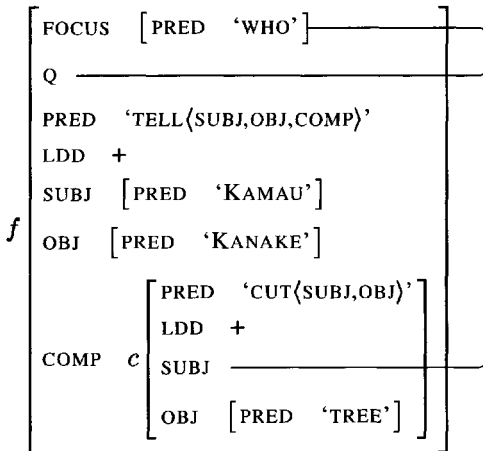 FOCUS [PRED ‘WHO’]
Q
PRED ‘TELL⟨SUBJ,OBJ,COMP⟩’
LDD +
SUBJ [PRED ‘KAMAU’]
f OBJ [PRED ‘KANAKE’]
PRED ‘CUT⟨SUBJ,OBJ⟩’
LDD +
COMP c SUBJ
OBJ [PRED ‘TREE’]